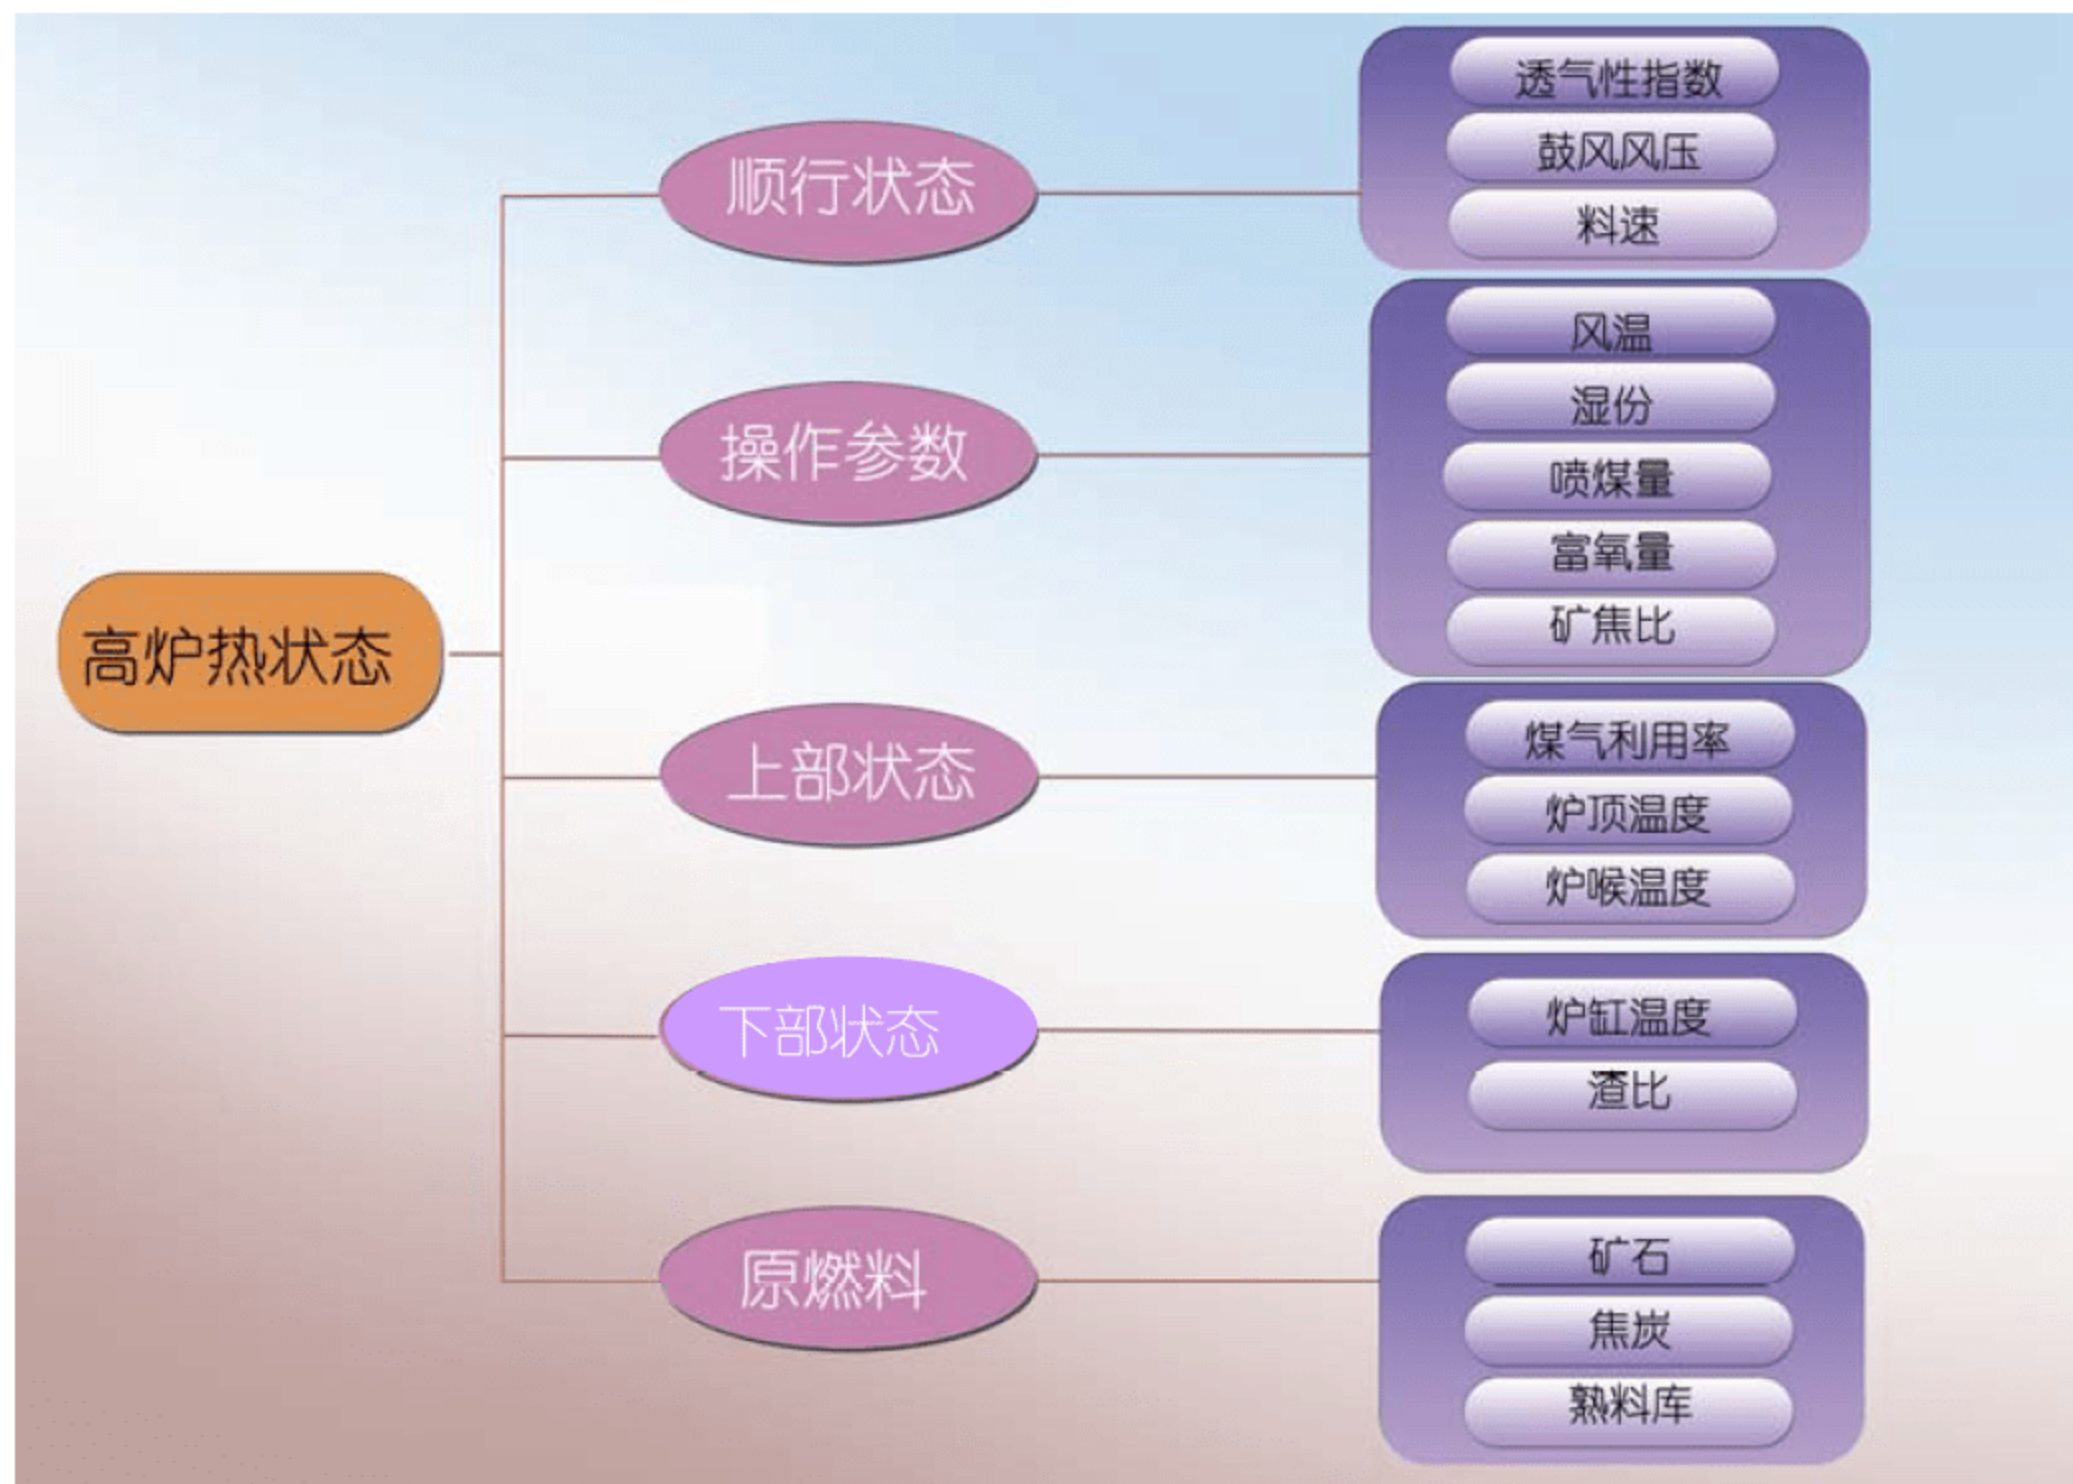 高炉热状态
顺行状态
透气性指数
鼓风风压
料速
操作参数
风温
湿份
喷煤量
富氧量
矿焦比
上部状态
煤气利用率
炉顶温度
炉喉温度
下部状态
炉缸温度
渣比
原燃料
矿石
焦炭
熟料库